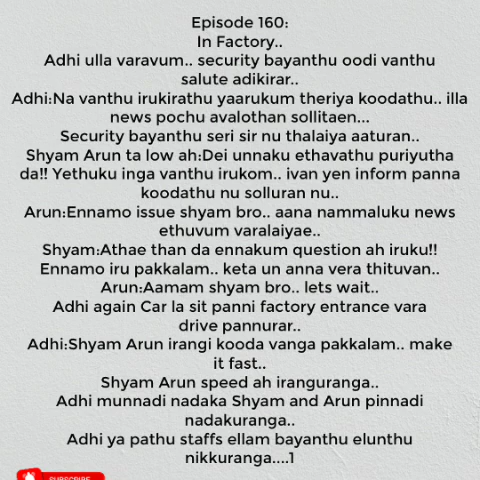 Episode 160:
In Factory..
Adhi ulla varavum.. security bayanthu oodi vanthu
salute adikirar..
Adhi:Na vanthu irukirathu yaarukum theriya koodathu.. illa
news pochu avalothan sollitaen...
Security bayanthu seri sir nu thalaiya aaturan..
Shyam Arun ta low ah:Dei unnaku ethavathu puriyutha
da!! Yethuku inga vanthu irukom.. ivan yen inform panna
koodathu nu solluran nu..
Arun:Ennamo issue shyam bro.. aana nammaluku news
ethuvum varalaiyae..
Shyam:Athae than da ennakum question ah iruku!!
Ennamo iru pakkalam.. keta un anna vera thituvan..
Arun:Aamam shyam bro.. lets wait..
Adhi again Car la sit panni factory entrance vara
drive pannurar..
Adhi:Shyam Arun irangi kooda vanga pakkalam.. make
it fast..
Shyam Arun speed ah iranguranga..
Adhi munnadi nadaka Shyam and Arun pinnadi
nadakuranga..
Adhi ya pathu staffs ellam bayanthu elunthu
nikkuranga....1
SUBSCRIBE